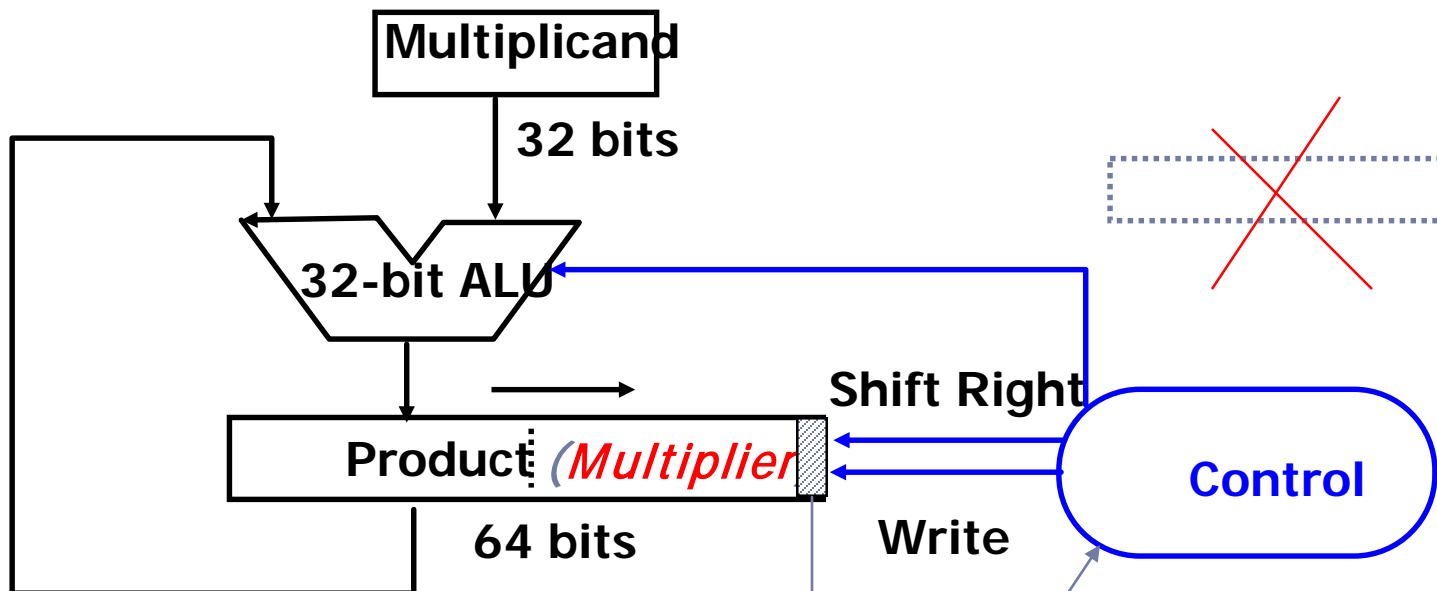 Multiplicand
32 bits
32-bit ALU
Shift Right
Product (Multiplier
Control
64 bits
Write